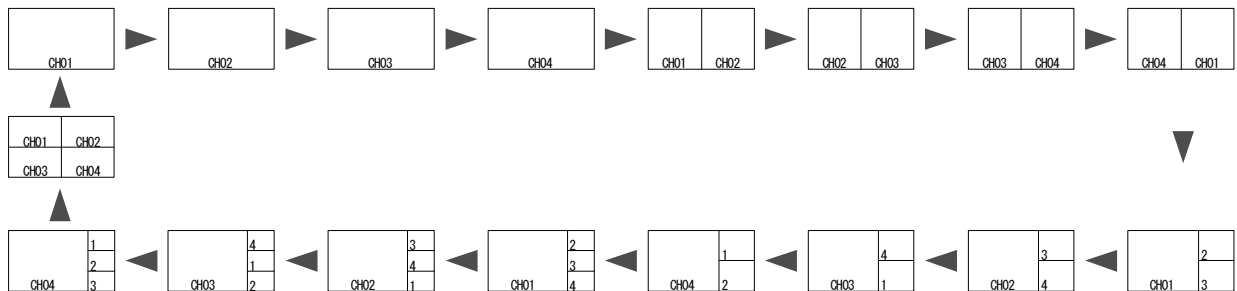 CH01 CH02 CH03 CH04 CH01 CH02 CH02 CH03 CH03 CH04 CH04 CH01
CH01 CH02
CH03 CH04
1 4 3 2 1 4 3 2
2 1 4 3
CH04 3 CH03 2 CH02 1 CH01 4 CH04 2 CH03 1 CH02 4 CH01 3